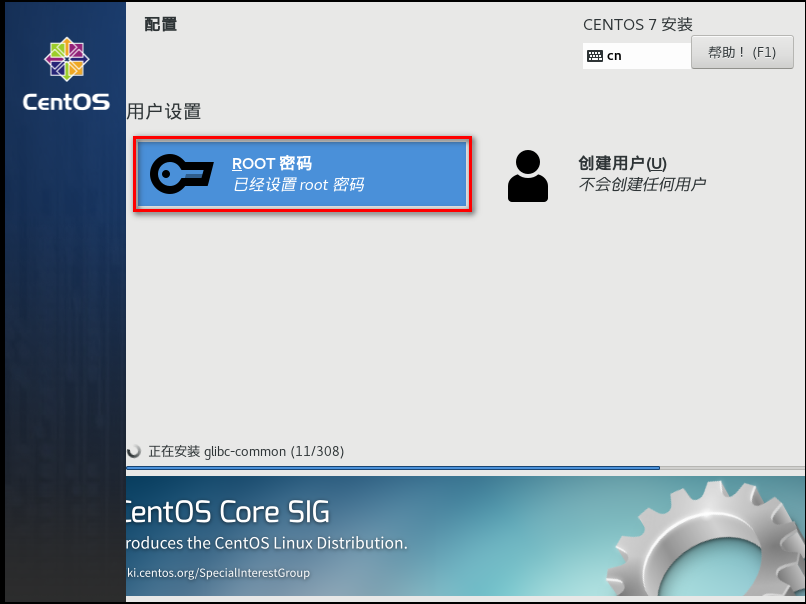 配置
CENTOS 7 安装
cn
帮助！ (F1)
CentOS
用户设置
ROOT 密码
已经设置 root 密码
创建用户(U)
不会创建任何用户
正在安装 glibc-common (11/308)
CentOS Core SIG
roduces the CentOS Linux Distribution.
ki.centos.org/SpecialInterestGroup